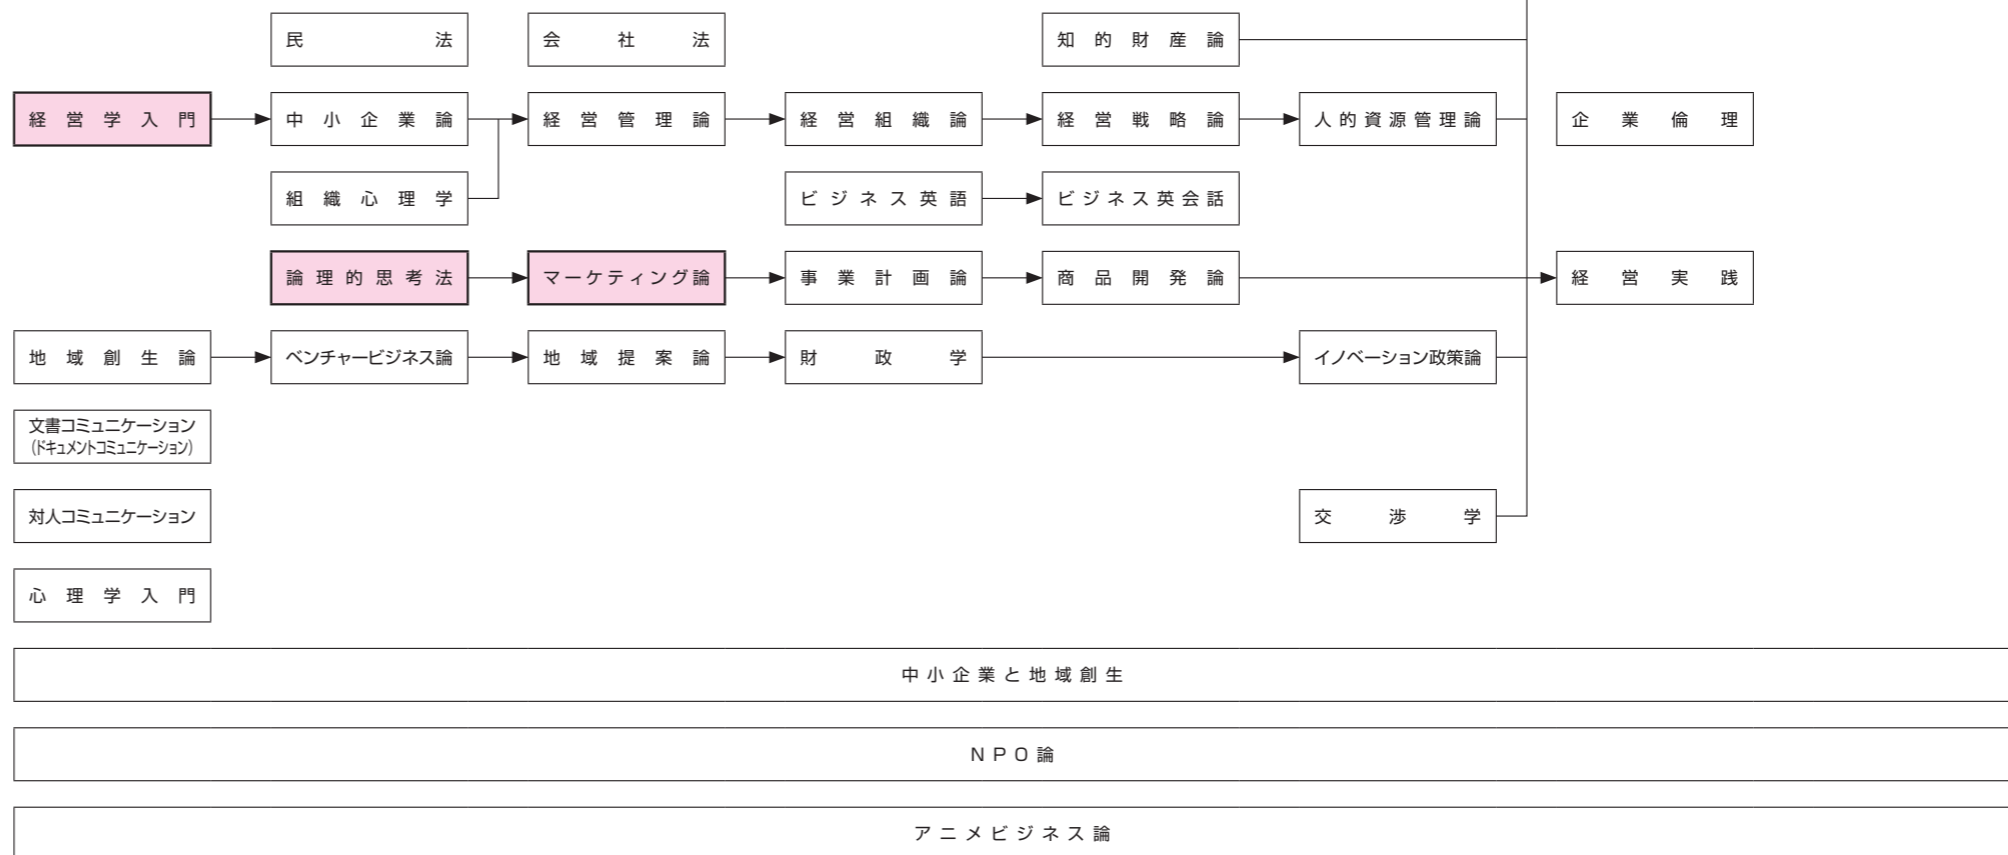 民法
会社法
知的財産論
経営学入門
中小企業論
経営管理論
経営組織論
経営戦略論
人的資源管理論
企業倫理
組織心理学
ビジネス英語
ビジネス英会話
論理的思考法
マーケティング論
事業計画論
商品開発論
経営実践
地域創生論
ベンチャービジネス論
地域提案論
財政学
イノベーション政策論
文書コミュニケーション
(ドキュメントコミュニケーション)
対人コミュニケーション
交渉学
心理学入門
中小企業と地域創生
NPO論
アニメビジネス論